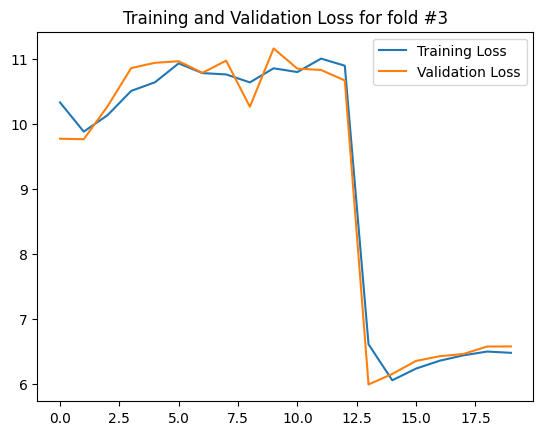 Training and Validation Loss for fold #3
Training Loss
Validation Loss
11
10
9
8
7
6
0.0 2.5 5.0 7.5 10.0 12.5 15.0 17.5